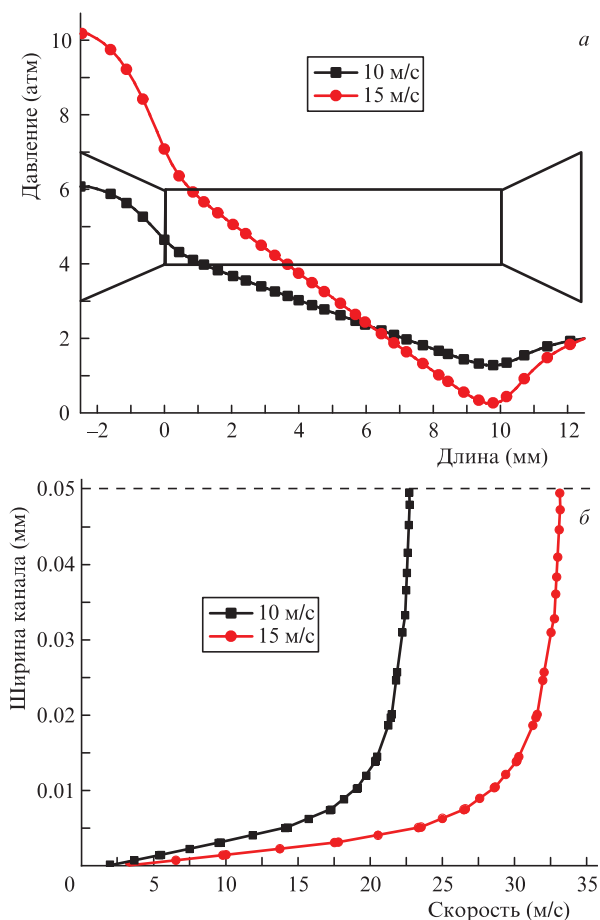 а
10 м/с
15 м/с
Давление (атм)
10
8
6
4
2
0
−2 0 2 4 6 8 10 12
Длина (мм)
б
10 м/с
15 м/с
Ширина канала (мм)
0.05
0.04
0.03
0.02
0.01
0 5 10 15 20 25 30 35
Скорость (м/с)